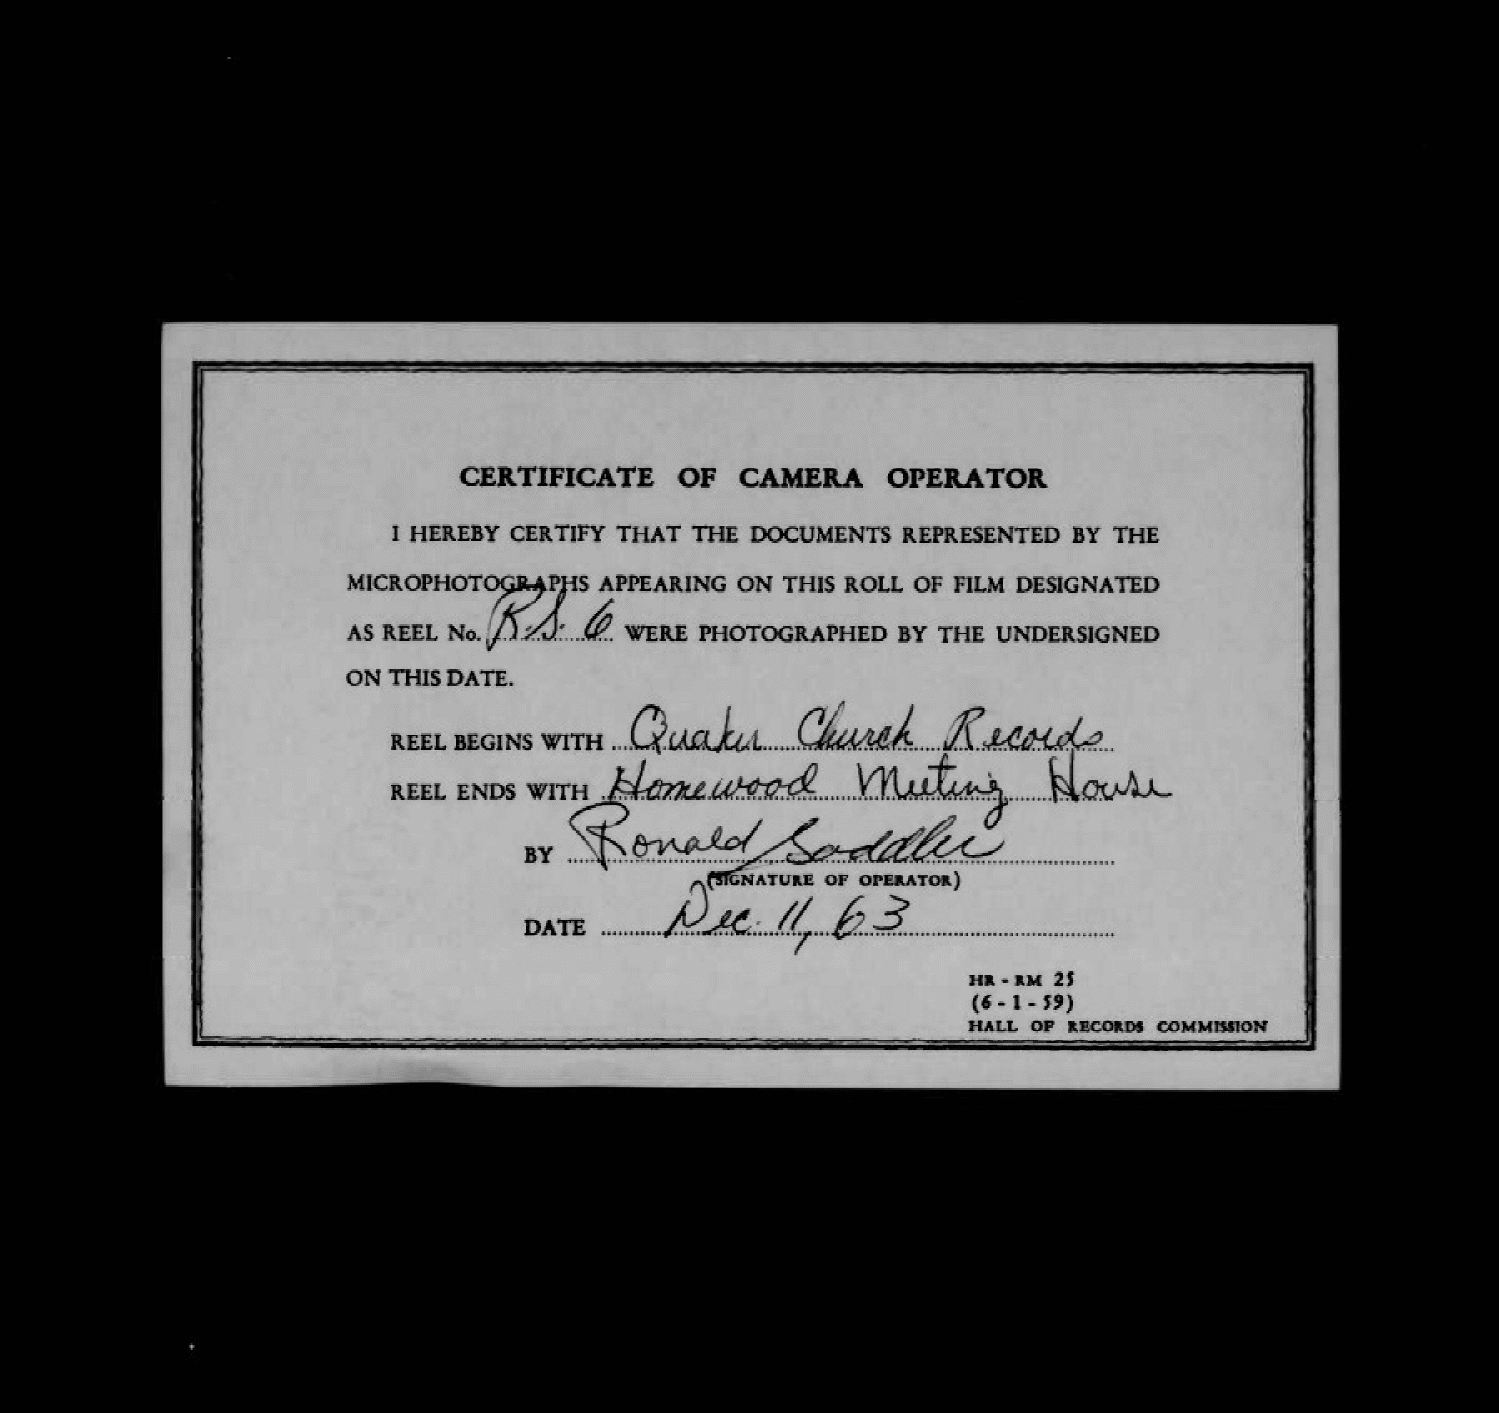 CERTIFICATE OF CAMERA OPERATOR
I HEREBY CERTIFY THAT THE DOCUMENTS REPRESENTED BY THE
MICROPHOTOGRAPHS APPEARING ON THIS ROLL OF FILM DESIGNATED
AS REEL No. R.S. 6 WERE PHOTOGRAPHED BY THE UNDERSIGNED
ON THIS DATE.
REEL BEGINS WITH Quaker Church Records
REEL ENDS WITH Homewood Meeting House
BY Ronald Saddler
(SIGNATURE OF OPERATOR)
DATE Dec. 11, 63
HR - RM 25
(6 - 1 - 59)
HALL OF RECORDS COMMISSION